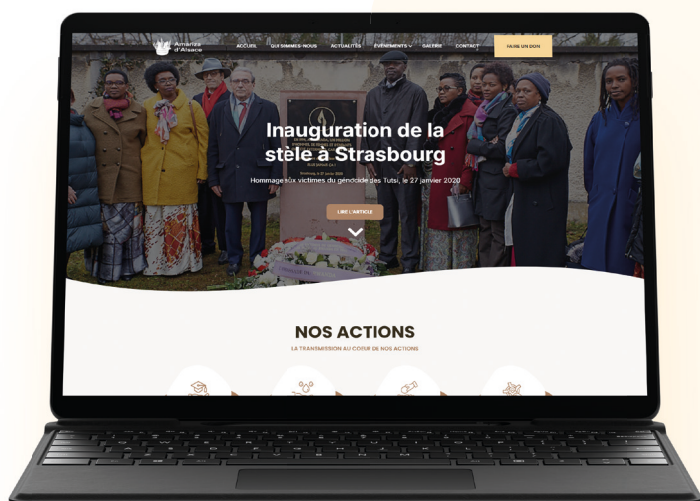 Amariza
d'Alsace
ACCUEIL
QUI SOMMES-NOUS
ACTUALITÉS
ÉVÉNEMENTS
GALERIE
CONTACT
FAIRE UN DON
Inauguration de la
stèle à Strasbourg
Hommage aux victimes du génocide des Tutsi, le 27 janvier 2020
LIRE L'ARTICLE
NOS ACTIONS
LA TRANSMISSION AU COEUR DE NOS ACTIONS